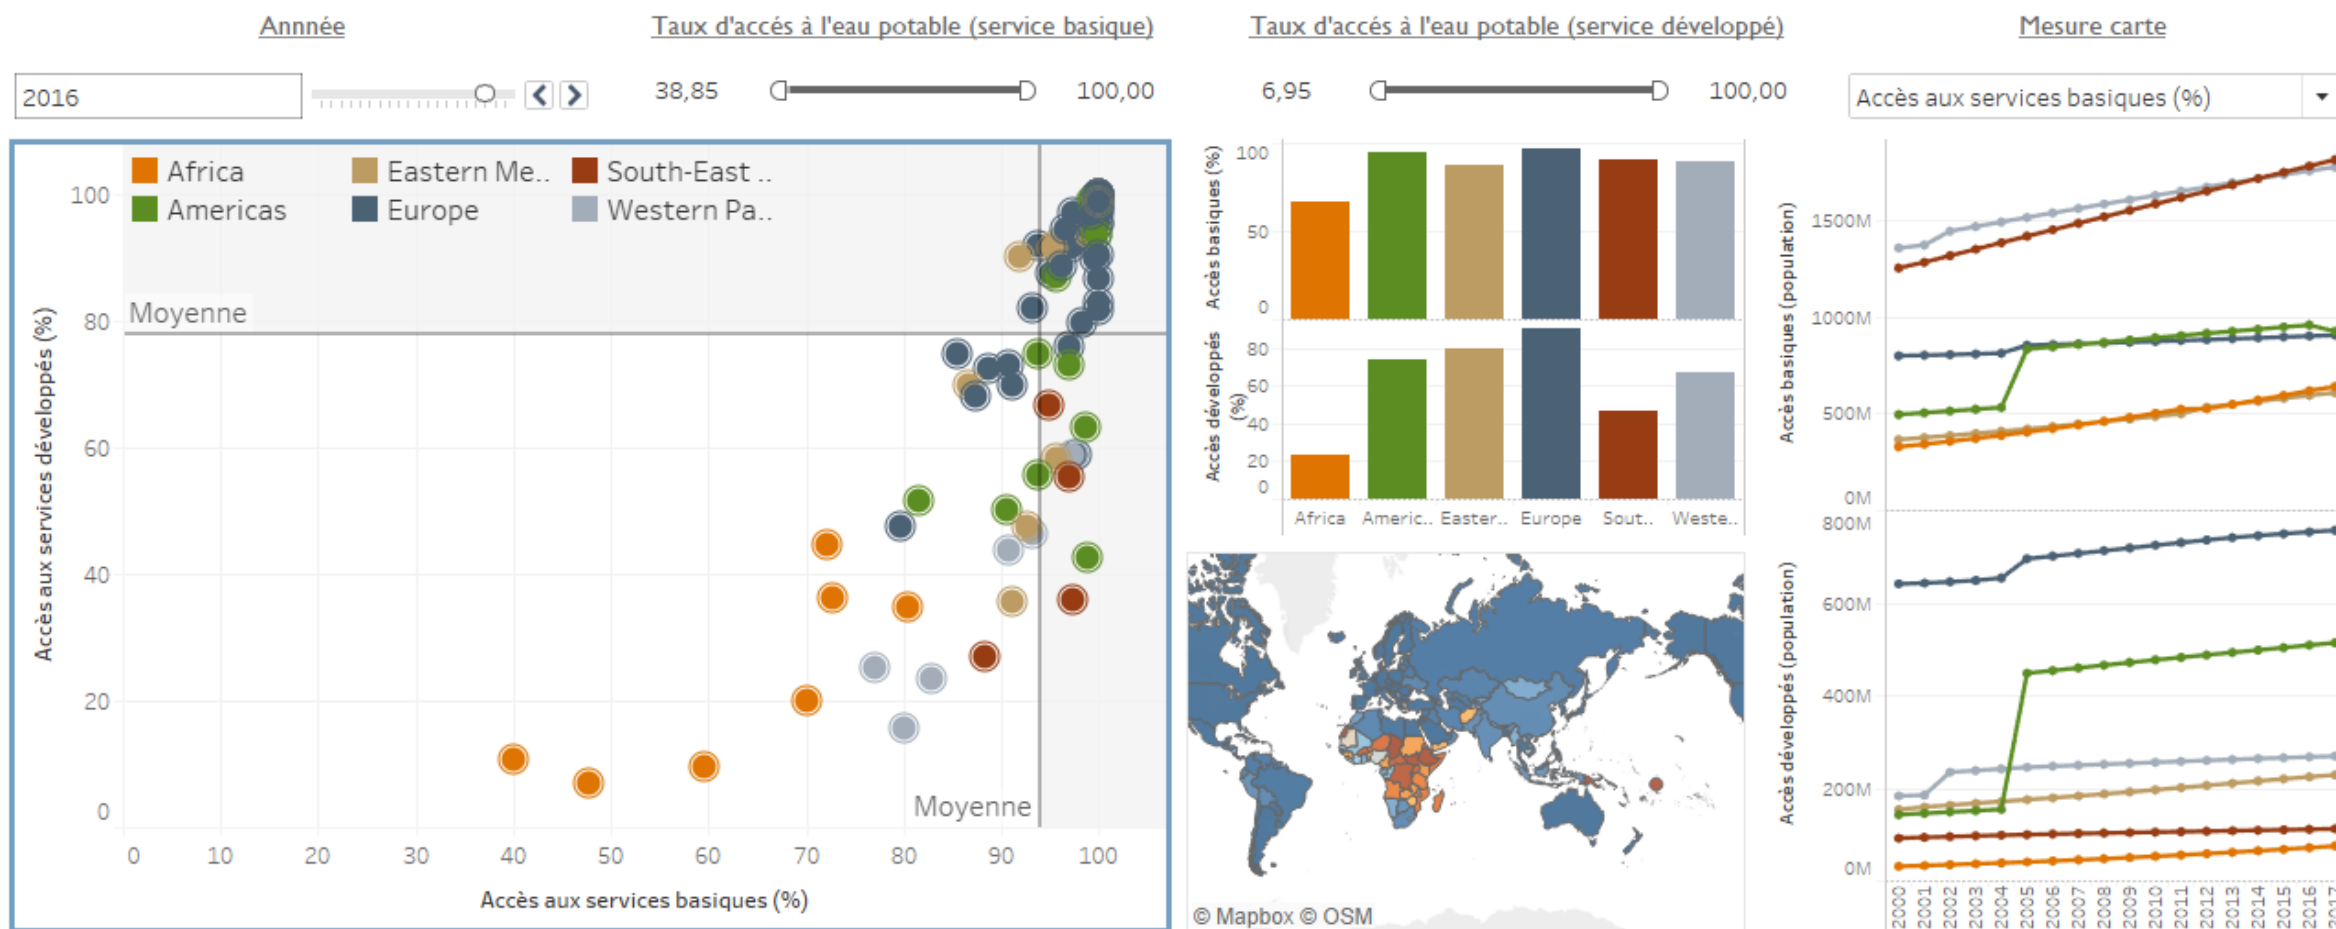 Annnée
Taux d'accés à l'eau potable (service basique)
Taux d'accés à l'eau potable (service développé)
Mesure carte
2016
38,85
100,00
6,95
100,00
Accès aux services basiques (%)
Africa
Eastern Me..
South-East ..
Americas
Europe
Western Pa..
Accès aux services développés (%)
100
80
60
40
20
0
Moyenne
Moyenne
0 10 20 30 40 50 60 70 80 90 100
Accès aux services basiques (%)
Accès basiques (%)
100
50
0
Accès développés
(%)
80
60
40
20
0
Africa Americ.. Easter.. Europe Sout.. Weste..
© Mapbox © OSM
Accès basiques (population)
1500M
1000M
500M
0M
Accès développés (population)
800M
600M
400M
200M
0M
2000 2001 2002 2003 2004 2005 2006 2007 2008 2009 2010 2011 2012 2013 2014 2015 2016 2017